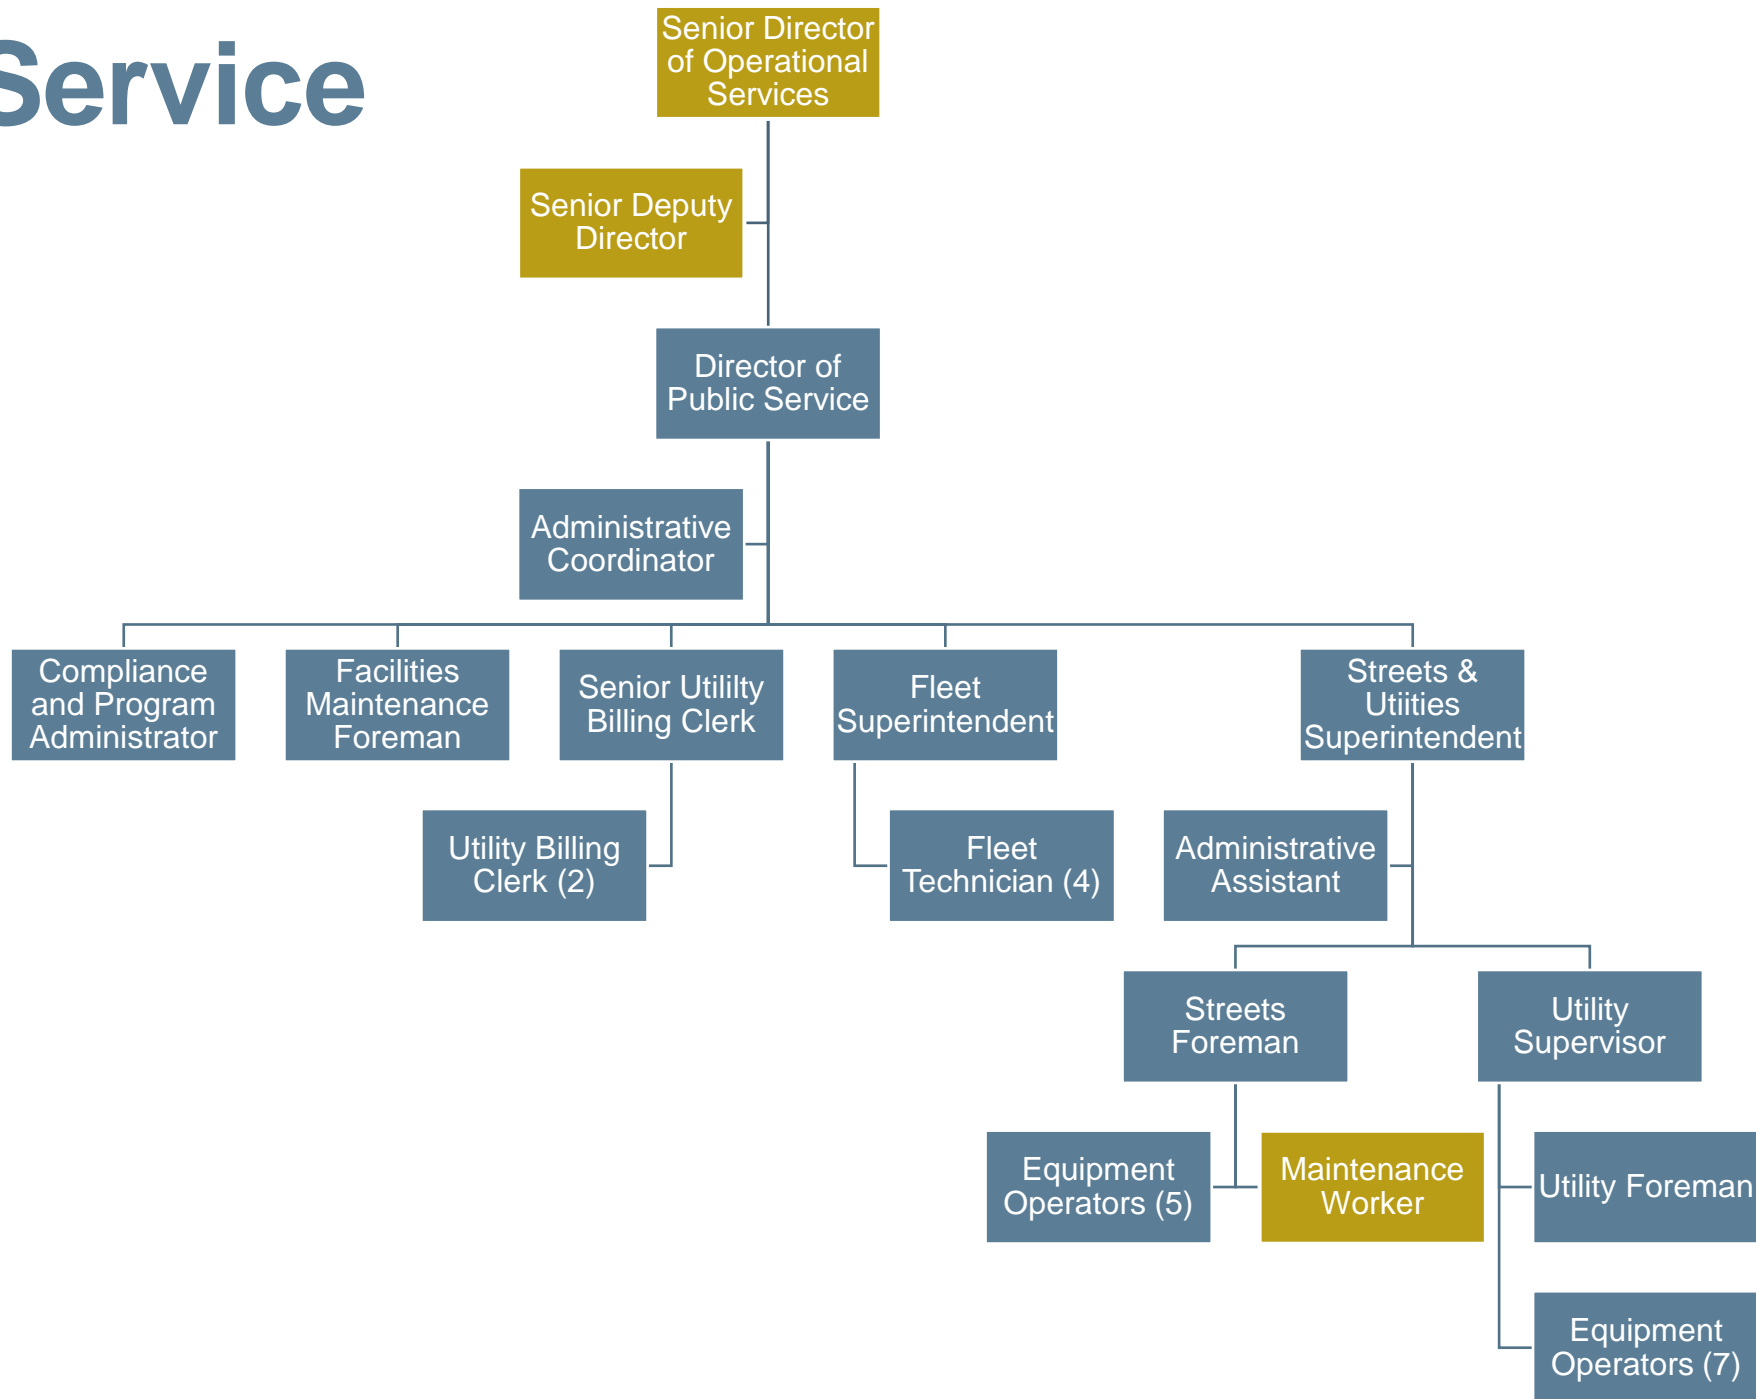 Service
Senior Director
of Operational
Services
Senior Deputy
Director
Director of
Public Service
Administrative
Coordinator
Compliance
and Program
Administrator
Facilities
Maintenance
Foreman
Senior Utililty
Billing Clerk
Fleet
Superintendent
Streets &
Utiities
Superintendent
Utility Billing
Clerk (2)
Fleet
Technician (4)
Administrative
Assistant
Streets
Foreman
Utility
Supervisor
Equipment
Operators (5)
Maintenance
Worker
Utility Foreman
Equipment
Operators (7)